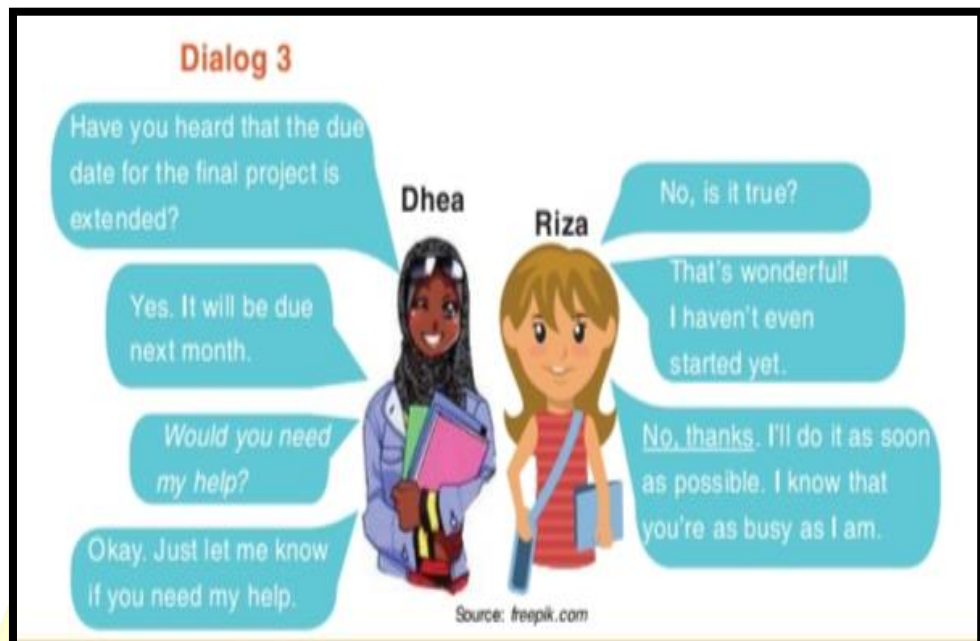 Dialog 3
Have you heard that the due
date for the final project is
extended?
Dhea
Riza
No, is it true?
Yes. It will be due
next month.
That's wonderful!
I haven't even
started yet.
Would you need
my help?
No, thanks. I'll do it as soon
as possible. I know that
you're as busy as I am.
Okay. Just let me know
if you need my help.
Source: freepik.com